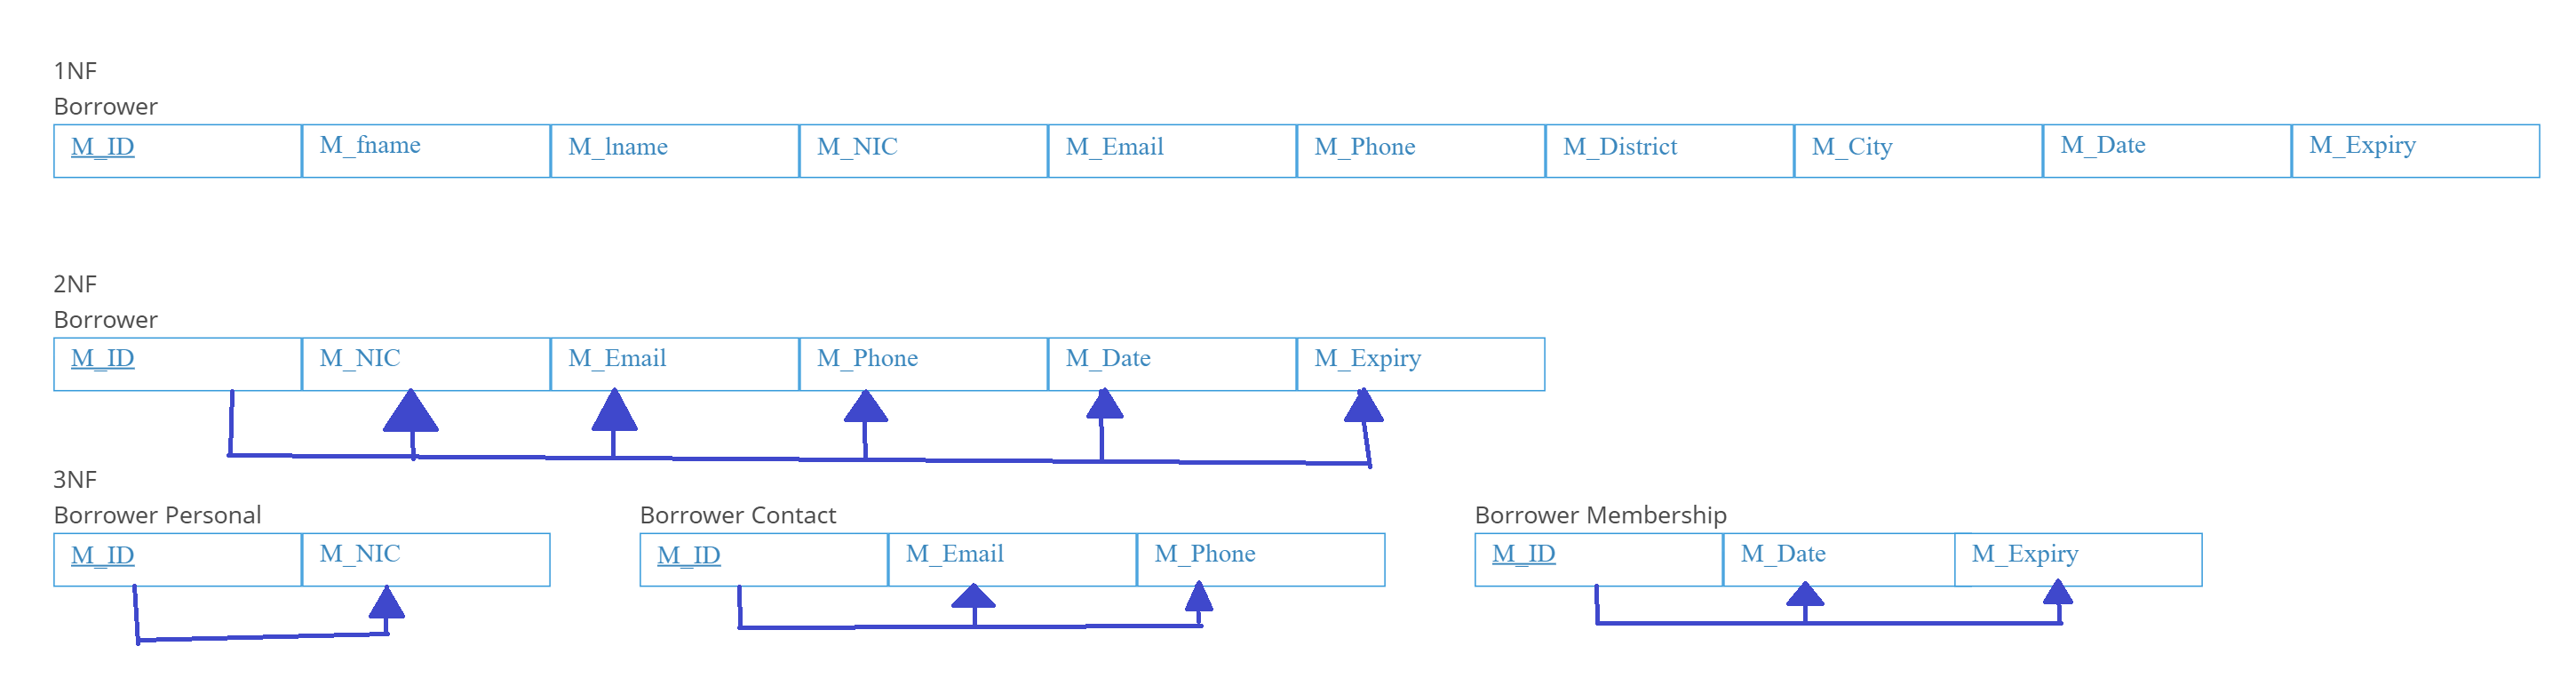 1NF
Borrower
M_ID M_fname M_lname M_NIC M_Email M_Phone M_District M_City M_Date M_Expiry
2NF
Borrower
M_ID M_NIC M_Email M_Phone M_Date M_Expiry
3NF
Borrower Personal Borrower Contact Borrower Membership
M_ID M_NIC M_ID M_Email M_Phone M_ID M_Date M_Expiry